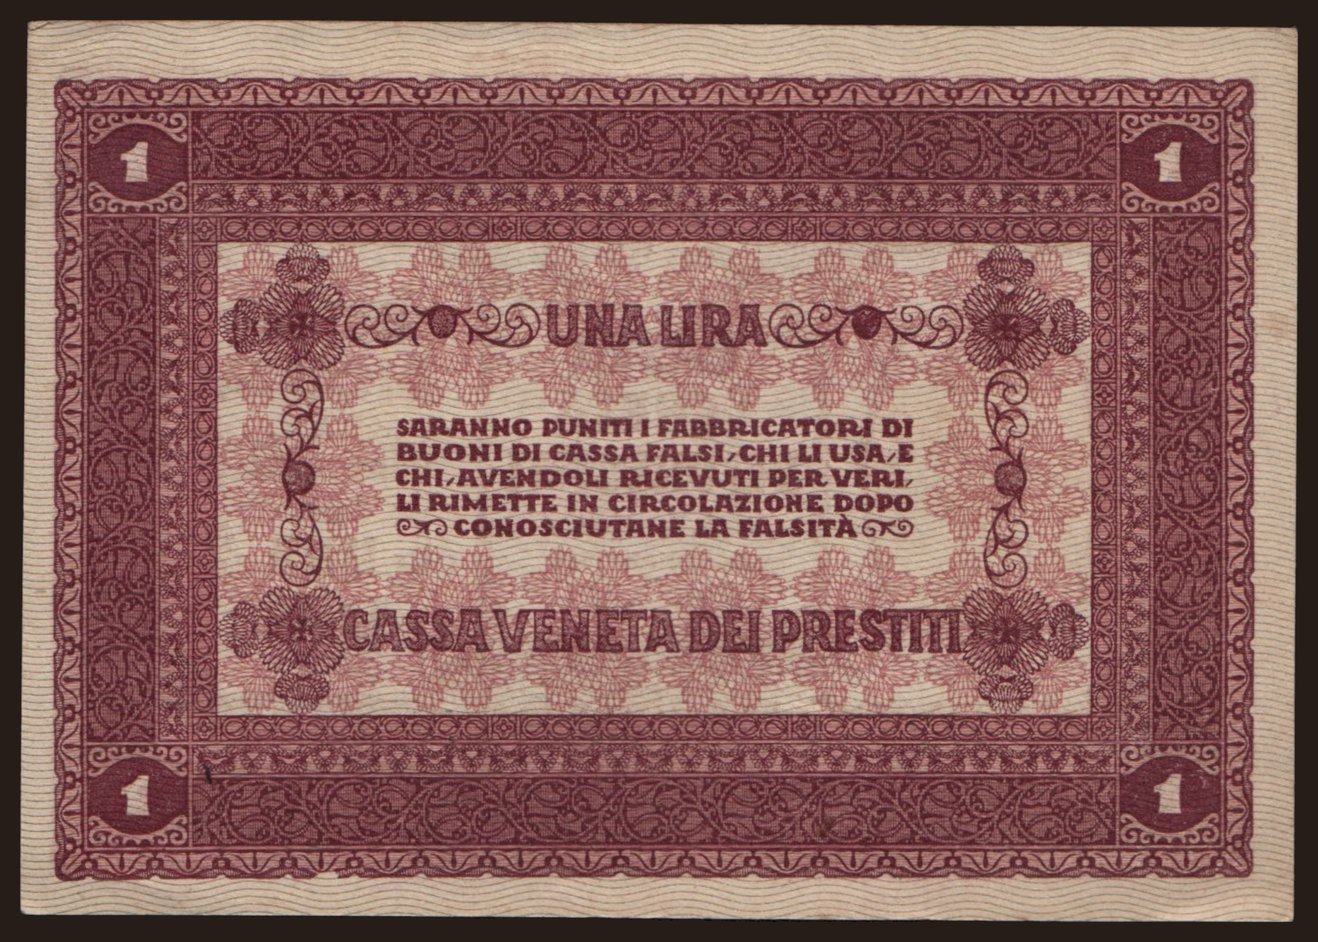 1
1
UNA LIRA
SARANNO PUNITI I FABBRICATORI DI
BUONI DI CASSA FALSI, CHI LI USA, E
CHI, AVENDOLI RICEVUTI PER VERI,
LI RIMETTE IN CIRCOLAZIONE DOPO
CONOSCIUTANE LA FALSITÀ
CASSA VENETA DEI PRESTITI
1
1